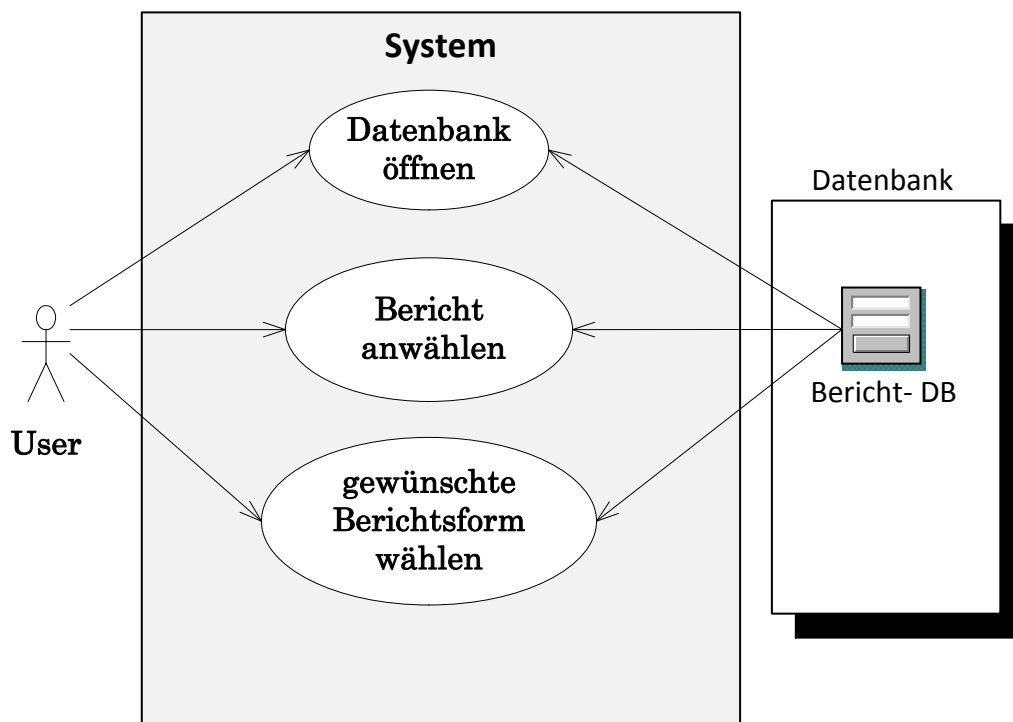 System
Datenbank
öffnen
Datenbank
Bericht
anwählen
Bericht- DB
User
gewünschte
Berichtsform
wählen